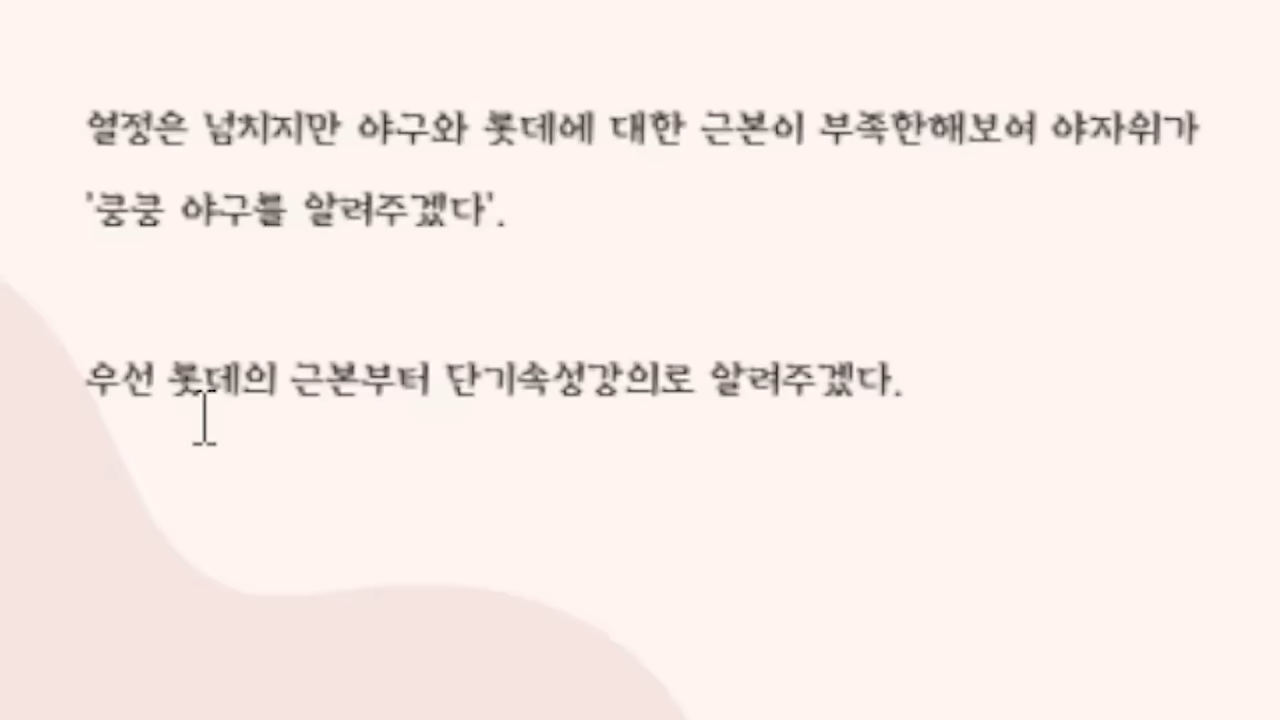 열정은 넘치지만 야구와 롯데에 대한 근본이 부족한해보여 야자위가
'쿵쿵 야구를 알려주겠다'.
우선 롯데의 근본부터 단기속성강의로 알려주겠다.